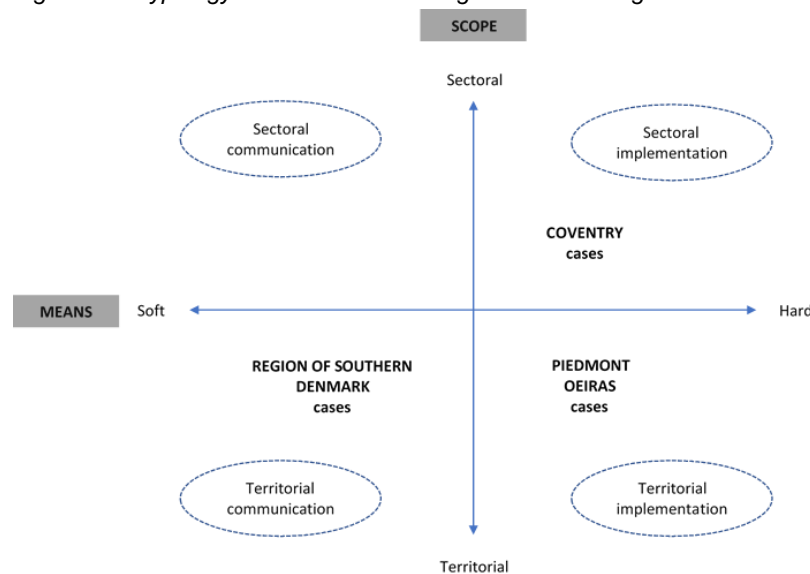 SCOPE
Sectoral
Sectoral
communication
Sectoral
implementation
COVENTRY
cases
MEANS
Soft
Hard
REGION OF SOUTHERN
DENMARK
cases
PIEDMONT
OEIRAS
cases
Territorial
communication
Territorial
implementation
Territorial